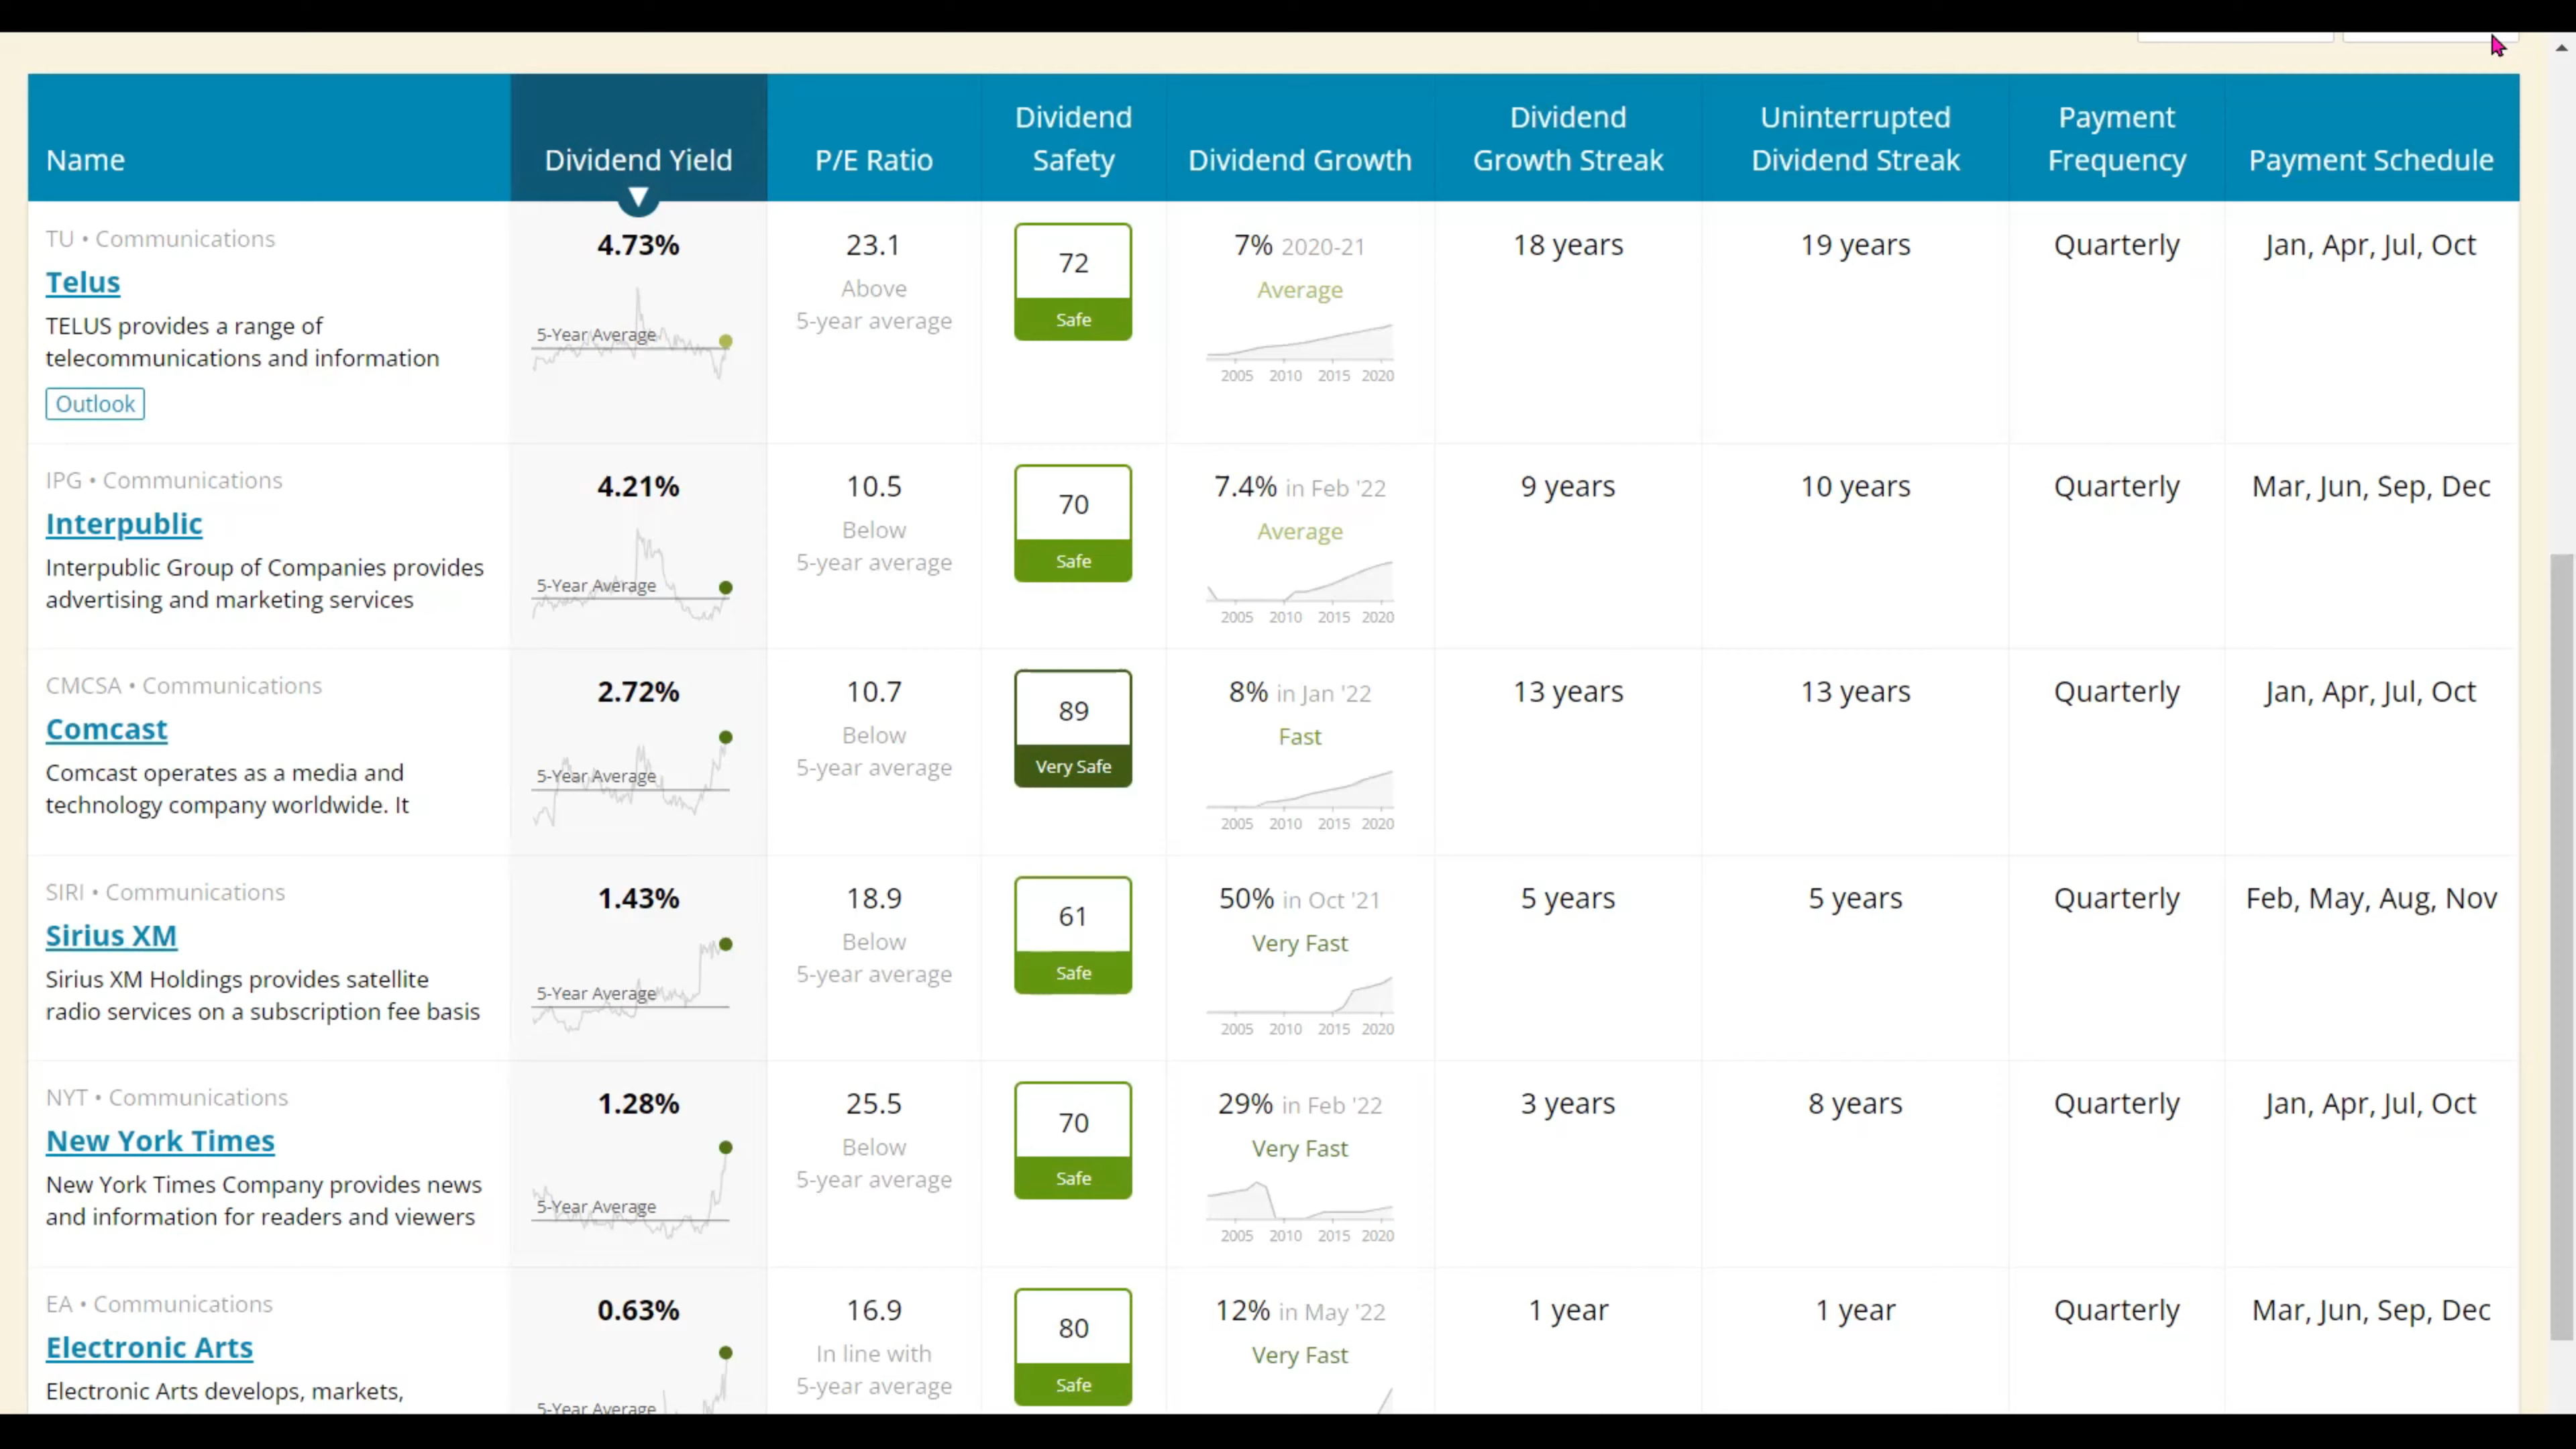 Name
Dividend Yield
P/E Ratio
Dividend
Safety
Dividend Growth
Dividend
Growth Streak
Uninterrupted
Dividend Streak
Payment
Frequency
Payment Schedule
TU • Communications
Telus
TELUS provides a range of
telecommunications and information
Outlook
4.73%
5-Year Average
23.1
Above
5-year average
72
Safe
7% 2020-21
Average
2005 2010 2015 2020
18 years
19 years
Quarterly
Jan, Apr, Jul, Oct
IPG • Communications
Interpublic
Interpublic Group of Companies provides
advertising and marketing services
4.21%
5-Year Average
10.5
Below
5-year average
70
Safe
7.4% in Feb '22
Average
2005 2010 2015 2020
9 years
10 years
Quarterly
Mar, Jun, Sep, Dec
CMCSA • Communications
Comcast
Comcast operates as a media and
technology company worldwide. It
2.72%
5-Year Average
10.7
Below
5-year average
89
Very Safe
8% in Jan '22
Fast
2005 2010 2015 2020
13 years
13 years
Quarterly
Jan, Apr, Jul, Oct
SIRI • Communications
Sirius XM
Sirius XM Holdings provides satellite
radio services on a subscription fee basis
1.43%
5-Year Average
18.9
Below
5-year average
61
Safe
50% in Oct '21
Very Fast
2005 2010 2015 2020
5 years
5 years
Quarterly
Feb, May, Aug, Nov
NYT • Communications
New York Times
New York Times Company provides news
and information for readers and viewers
1.28%
5-Year Average
25.5
Below
5-year average
70
Safe
29% in Feb '22
Very Fast
2005 2010 2015 2020
3 years
8 years
Quarterly
Jan, Apr, Jul, Oct
EA • Communications
Electronic Arts
Electronic Arts develops, markets,
0.63%
5-Year Average
16.9
In line with
5-year average
80
Safe
12% in May '22
Very Fast
1 year
1 year
Quarterly
Mar, Jun, Sep, Dec